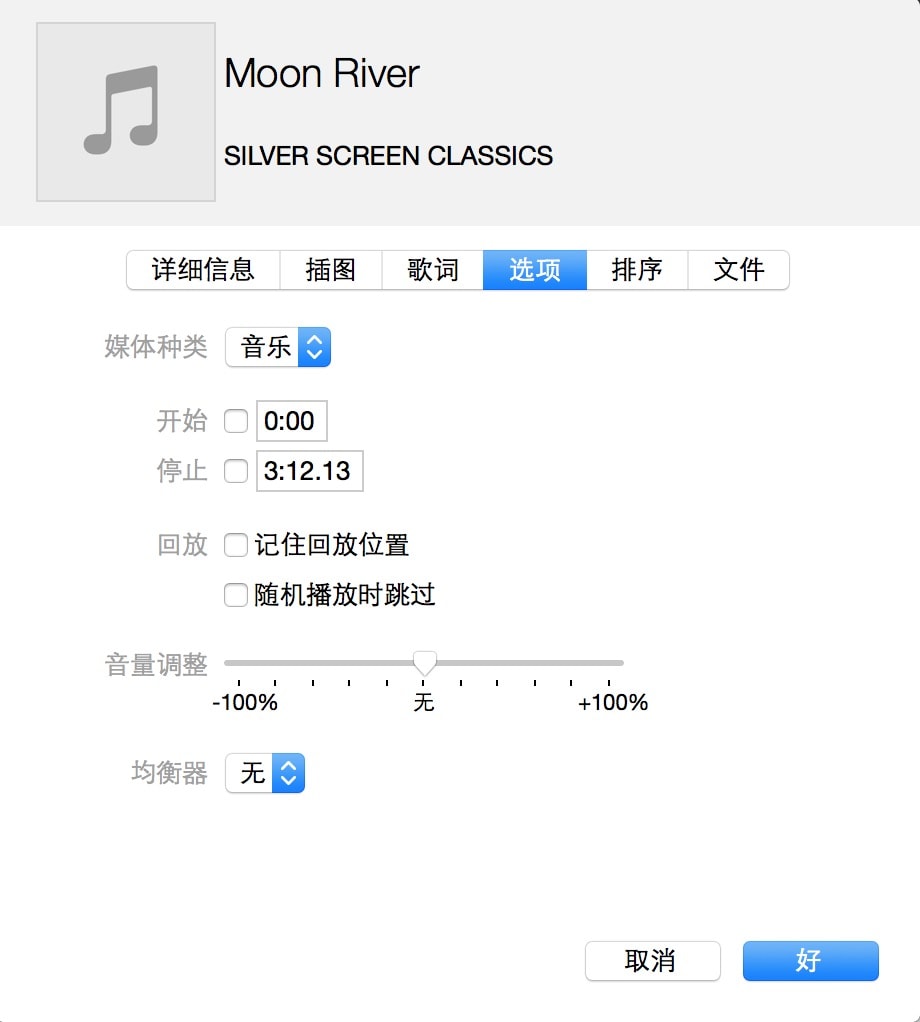 Moon River
SILVER SCREEN CLASSICS
详细信息 插图 歌词 选项 排序 文件
媒体种类 音乐
开始 0:00
停止 3:12.13
回放 记住回放位置
随机播放时跳过
音量调整
-100% 无 +100%
均衡器 无
取消 好